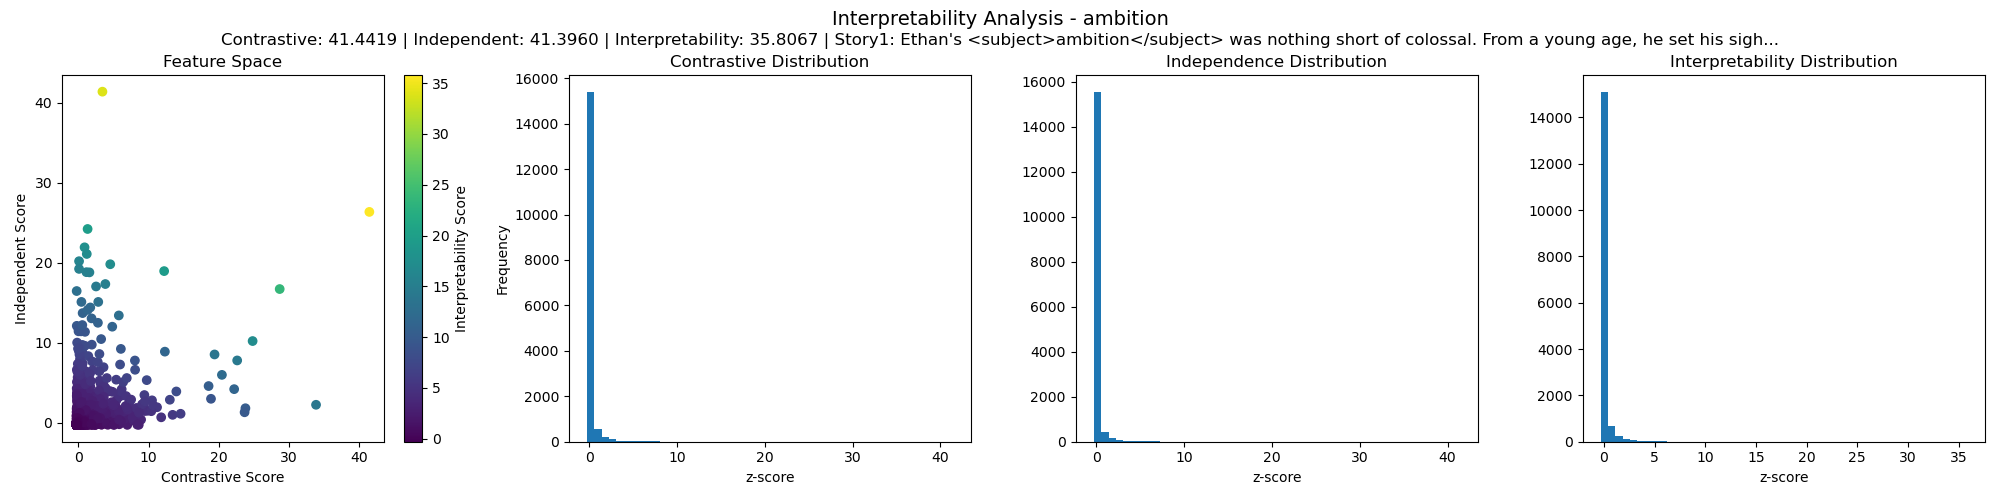 Interpretability Analysis - ambition
Contrastive: 41.4419 | Independent: 41.3960 | Interpretability: 35.8067 | Story1: Ethan's <subject>ambition</subject> was nothing short of colossal. From a young age, he set his sigh...
Feature Space
40
30
20
10
0
Independent Score
0 10 20 30 40
Contrastive Score
35
30
25
20
15
10
5
0
Interpretability Score
Contrastive Distribution
16000
14000
12000
10000
8000
6000
4000
2000
0
Frequency
0 10 20 30 40
z-score
Independence Distribution
16000
14000
12000
10000
8000
6000
4000
2000
0
0 10 20 30 40
z-score
Interpretability Distribution
14000
12000
10000
8000
6000
4000
2000
0
0 5 10 15 20 25 30 35
z-score